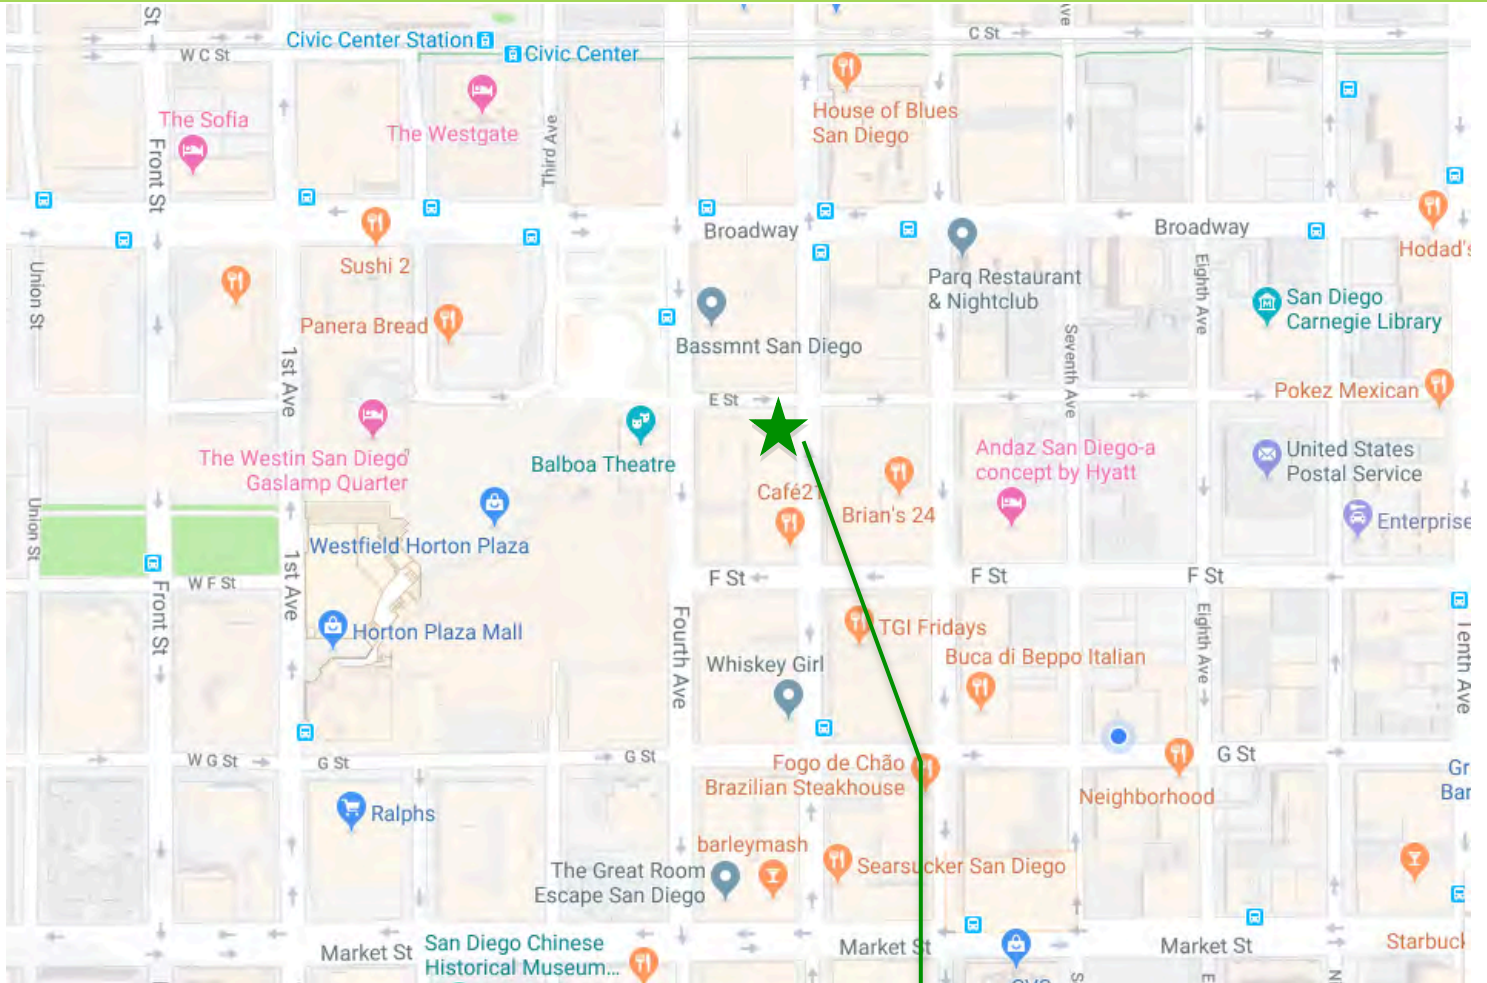 St
ve
C St
Civic Center Station
Civic Center
W C St
The Sofia
The Westgate
Third Ave
House of Blues
San Diego
Front St
Broadway
Broadway
Sushi 2
Hodad's
Union St
Eighth Ave
Parq Restaurant
& Nightclub
San Diego
Carnegie Library
Panera Bread
Bassmnt San Diego
1st Ave
Seventh Ave
E St
Pokez Mexican
The Westin San Diego
Gaslamp Quarter
Balboa Theatre
Andaz San Diego-a
concept by Hyatt
United States
Postal Service
Café21
Brian's 24
Union St
Westfield Horton Plaza
Enterprise
W F St
1st Ave
F St
F St
F St
Front St
Horton Plaza Mall
Fourth Ave
TGI Fridays
Whiskey Girl
Buca di Beppo Italian
Eighth Ave
Tenth Ave
W G St
G St
G St
G St
Fogo de Chão
Brazilian Steakhouse
Neighborhood
Gr
Bar
Ralphs
barleymash
The Great Room
Escape San Diego
Searsucker San Diego
Market St
San Diego Chinese
Historical Museum...
Market St
Market St
Starbuck
S
E